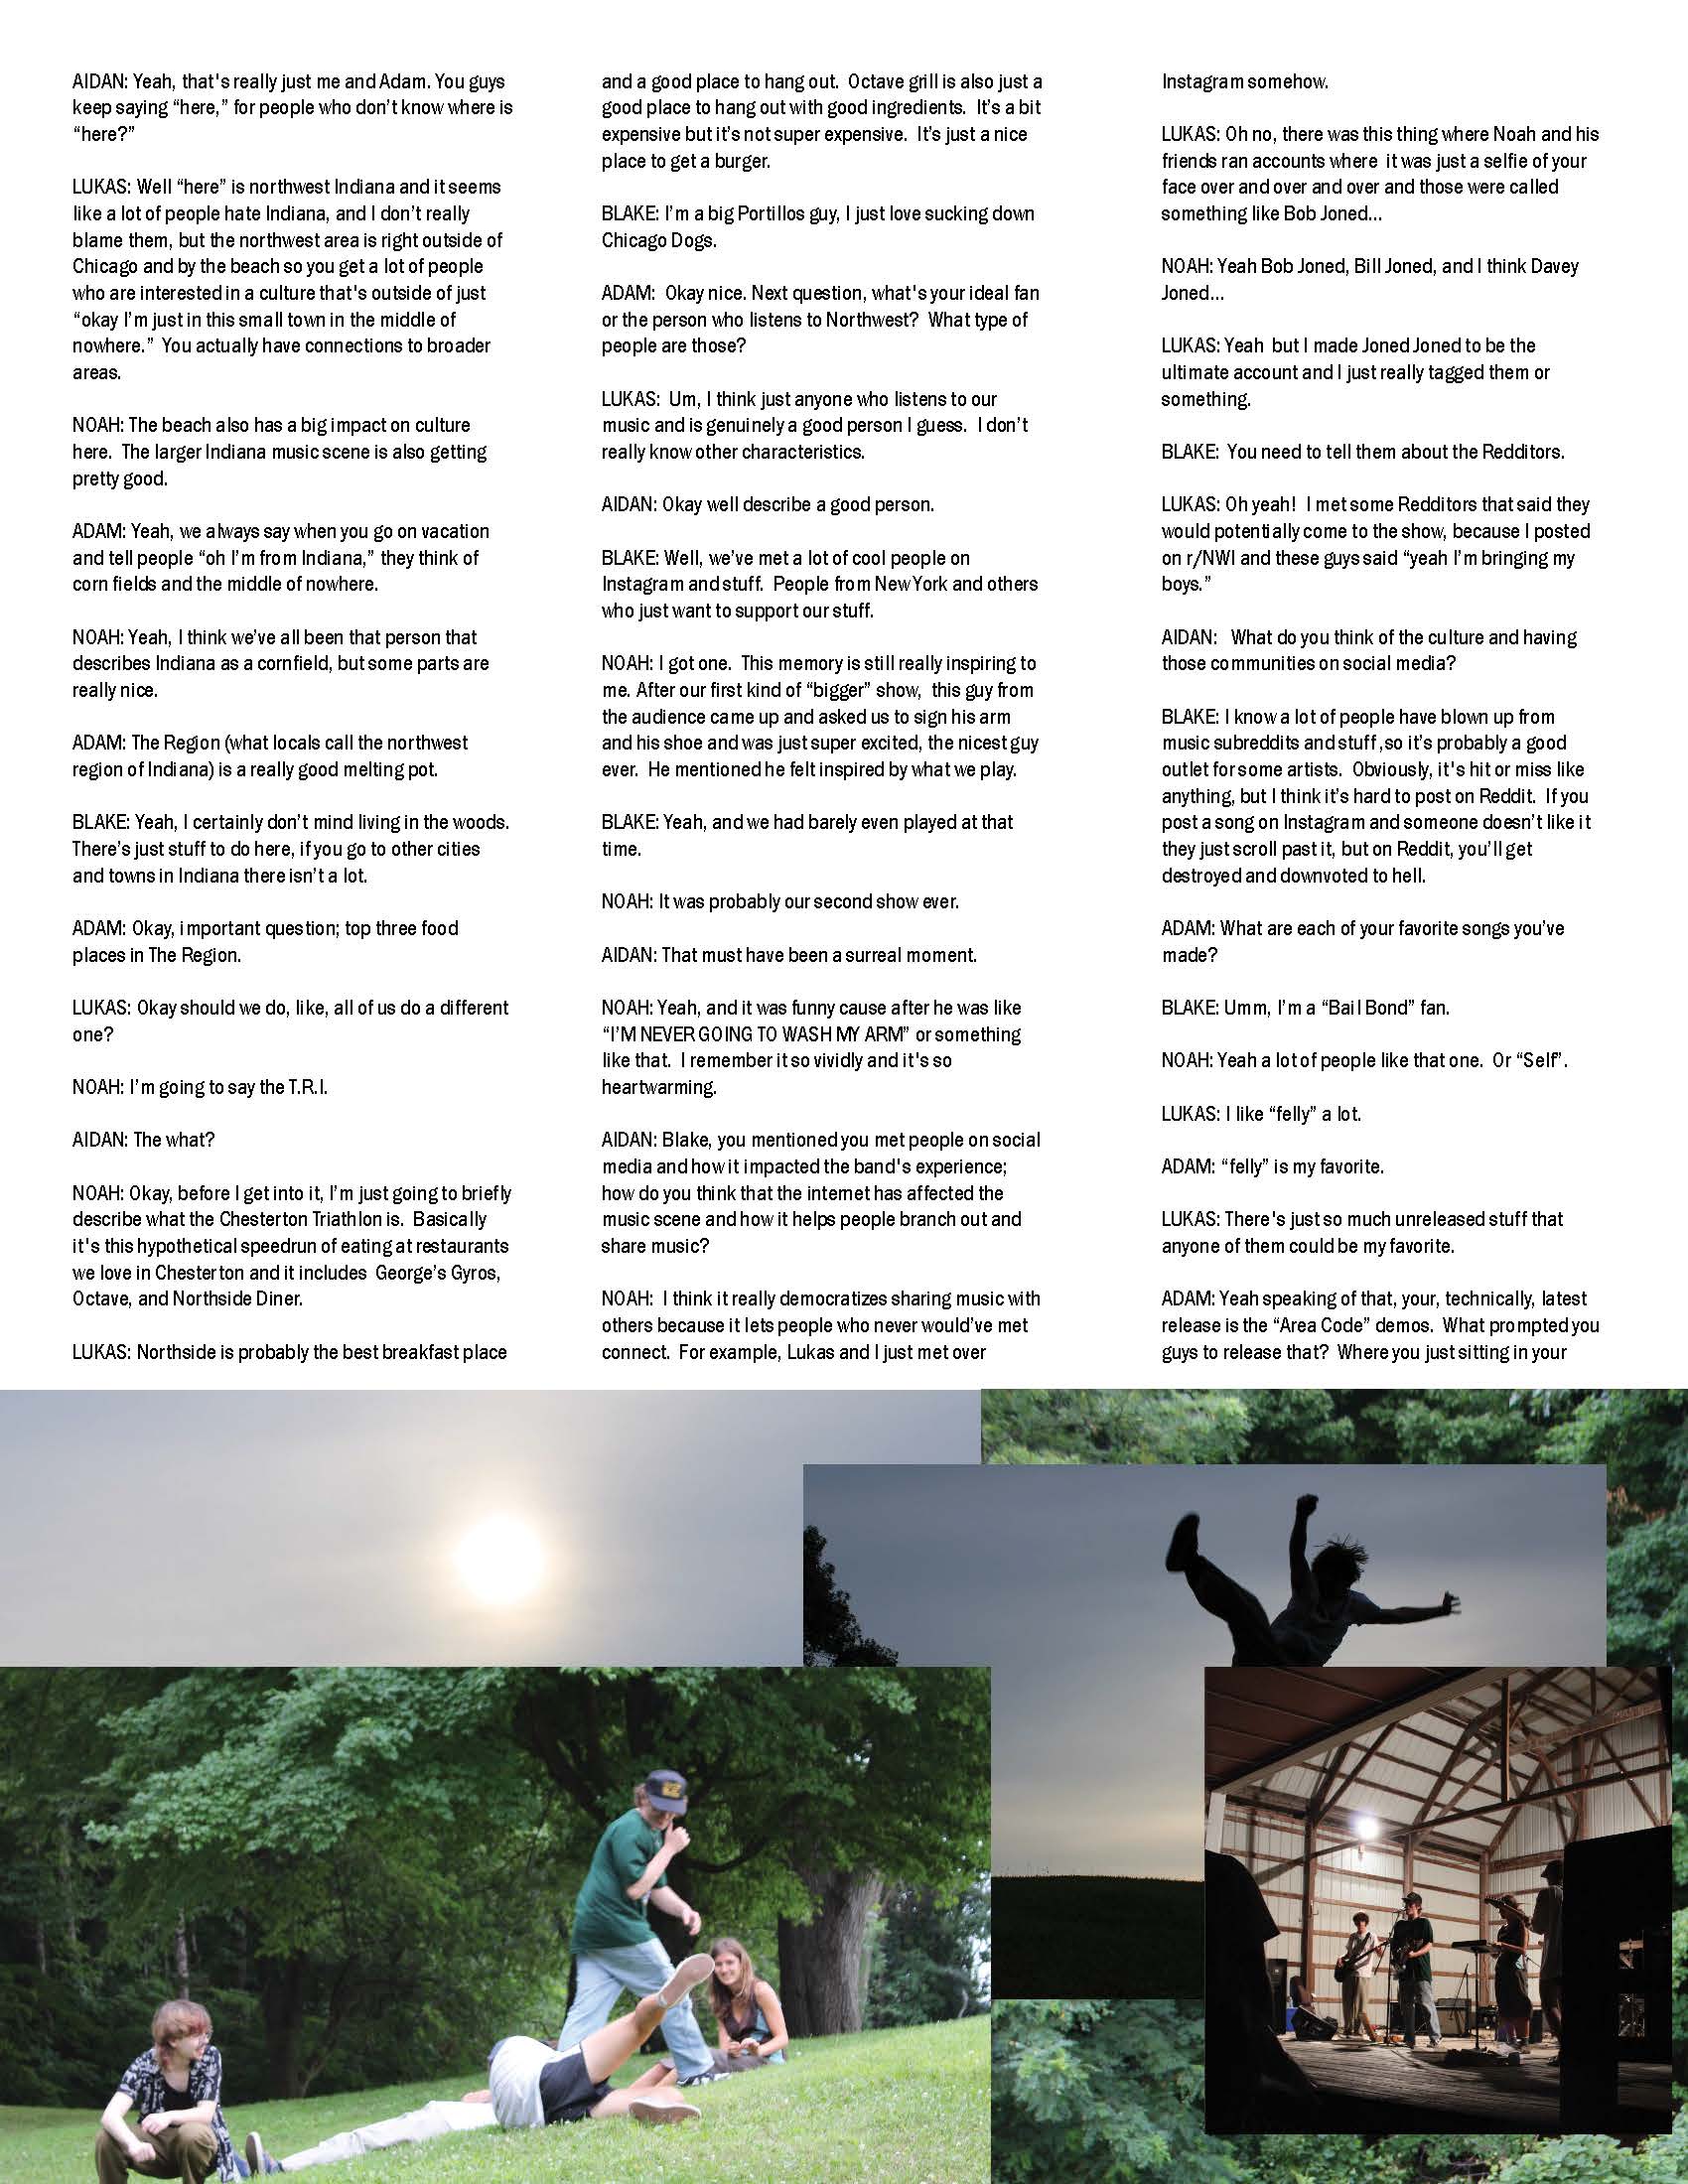 AIDAN: Yeah, that's really just me and Adam. You guys
keep saying “here,” for people who don’t know where is
“here?”
LUKAS: Well “here” is northwest Indiana and it seems
like a lot of people hate Indiana, and I don’t really
blame them, but the northwest area is right outside of
Chicago and by the beach so you get a lot of people
who are interested in a culture that's outside of just
“okay I’m just in this small town in the middle of
nowhere.”  You actually have connections to broader
areas.
NOAH: The beach also has a big impact on culture
here.  The larger Indiana music scene is also getting
pretty good.
ADAM: Yeah, we always say when you go on vacation
and tell people “oh I’m from Indiana,” they think of
corn fields and the middle of nowhere.
NOAH: Yeah, I think we’ve all been that person that
describes Indiana as a cornfield, but some parts are
really nice.
ADAM: The Region (what locals call the northwest
region of Indiana) is a really good melting pot.
BLAKE: Yeah, I certainly don’t mind living in the woods.
There’s just stuff to do here, if you go to other cities
and towns in Indiana there isn’t a lot.
ADAM: Okay, important question; top three food
places in The Region.
LUKAS: Okay should we do, like, all of us do a different
one?
NOAH: I’m going to say the T.R.I.
AIDAN: The what?
NOAH: Okay, before I get into it, I’m just going to briefly
describe what the Chesterton Triathlon is.  Basically
it's this hypothetical speedrun of eating at restaurants
we love in Chesterton and it includes  George’s Gyros,
Octave, and Northside Diner.
LUKAS: Northside is probably the best breakfast place
and a good place to hang out.  Octave grill is also just a
good place to hang out with good ingredients.  It’s a bit
expensive but it’s not super expensive.  It’s just a nice
place to get a burger.
BLAKE: I’m a big Portillos guy, I just love sucking down
Chicago Dogs.
ADAM:  Okay nice. Next question, what's your ideal fan
or the person who listens to Northwest?  What type of
people are those?
LUKAS:  Um, I think just anyone who listens to our
music and is genuinely a good person I guess.  I don’t
really know other characteristics.
AIDAN: Okay well describe a good person.
BLAKE: Well, we’ve met a lot of cool people on
Instagram and stuff.  People from New York and others
who just want to support our stuff.
NOAH: I got one.  This memory is still really inspiring to
me. After our first kind of “bigger” show,  this guy from
the audience came up and asked us to sign his arm
and his shoe and was just super excited, the nicest guy
ever.  He mentioned he felt inspired by what we play.
BLAKE: Yeah, and we had barely even played at that
time.
NOAH: It was probably our second show ever.
AIDAN: That must have been a surreal moment.
NOAH: Yeah, and it was funny cause after he was like
“I’M NEVER GOING TO WASH MY ARM” or something
like that.  I remember it so vividly and it's so
heartwarming.
AIDAN: Blake, you mentioned you met people on social
media and how it impacted the band's experience;
how do you think that the internet has affected the
music scene and how it helps people branch out and
share music?
NOAH:  I think it really democratizes sharing music with
others because it lets people who never would’ve met
connect.  For example, Lukas and I just met over
Instagram somehow.
LUKAS: Oh no, there was this thing where Noah and his
friends ran accounts where  it was just a selfie of your
face over and over and over and those were called
something like Bob Joned...
NOAH: Yeah Bob Joned, Bill Joned, and I think Davey
Joned...
LUKAS: Yeah  but I made Joned Joned to be the
ultimate account and I just really tagged them or
something.
BLAKE:  You need to tell them about the Redditors.
LUKAS: Oh yeah!  I met some Redditors that said they
would potentially come to the show, because I posted
on r/NWI and these guys said “yeah I’m bringing my
boys.”
AIDAN:   What do you think of the culture and having
those communities on social media?
BLAKE: I know a lot of people have blown up from
music subreddits and stuff ,so it’s probably a good
outlet for some artists.  Obviously, it's hit or miss like
anything, but I think it’s hard to post on Reddit.  If you
post a song on Instagram and someone doesn’t like it
they just scroll past it, but on Reddit, you’ll get
destroyed and downvoted to hell.
ADAM: What are each of your favorite songs you’ve
made?
BLAKE: Umm, I’m a “Bail Bond” fan.
NOAH: Yeah a lot of people like that one.  Or “Self”.
LUKAS: I like “felly” a lot.
ADAM: “felly” is my favorite.
LUKAS: There's just so much unreleased stuff that
anyone of them could be my favorite.
ADAM: Yeah speaking of that, your, technically, latest
release is the “Area Code” demos.  What prompted you
guys to release that?  Where you just sitting in your